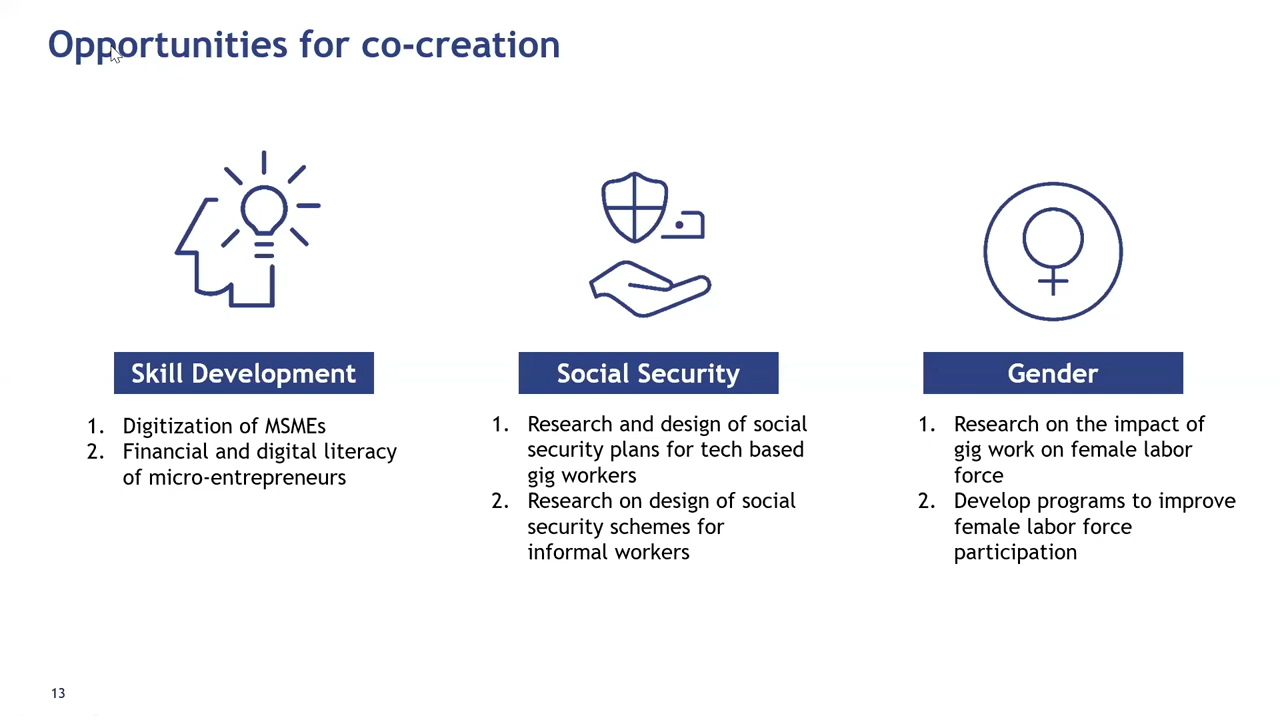 Opportunities for co-creation
Skill Development
1. Digitization of MSMEs
2. Financial and digital literacy
of micro-entrepreneurs
Social Security
1. Research and design of social
security plans for tech based
gig workers
2. Research on design of social
security schemes for
informal workers
Gender
1. Research on the impact of
gig work on female labor
force
2. Develop programs to improve
female labor force
participation
13